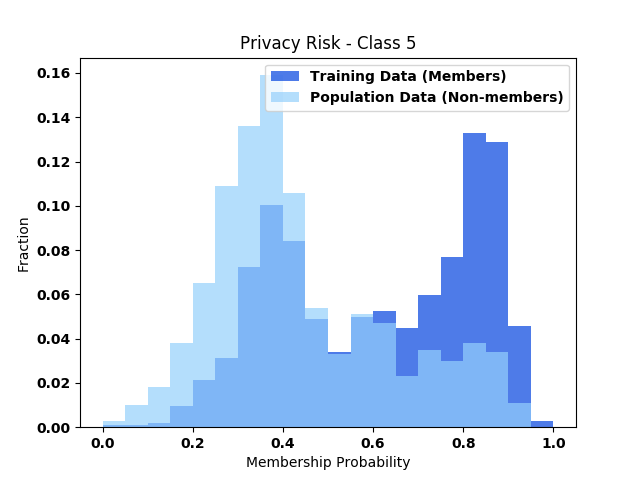 Privacy Risk - Class 5
Training Data (Members)
Population Data (Non-members)
0.16
0.14
0.12
0.10
0.08
0.06
0.04
0.02
0.00
Fraction
0.0 0.2 0.4 0.6 0.8 1.0
Membership Probability